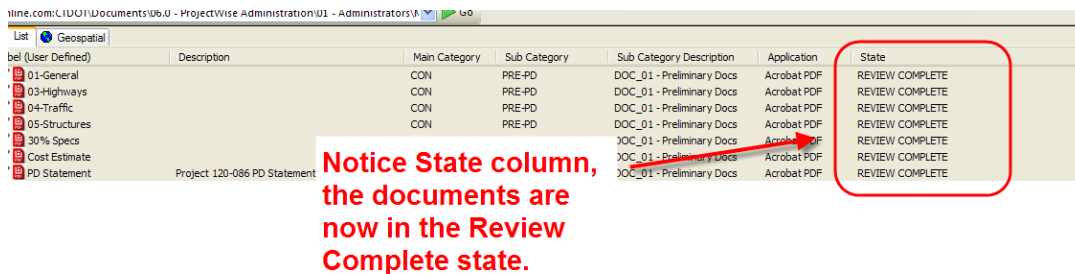 nline.com:CTDOT\Documents\06.0 - ProjectWise Administration\01 - Administrators\ Go
List Geospatial
bel (User Defined) Description Main Category Sub Category Sub Category Description Application State
01-General CON PRE-PD DOC_01 - Preliminary Docs Acrobat PDF REVIEW COMPLETE
03-Highways CON PRE-PD DOC_01 - Preliminary Docs Acrobat PDF REVIEW COMPLETE
04-Traffic CON PRE-PD DOC_01 - Preliminary Docs Acrobat PDF REVIEW COMPLETE
05-Structures CON PRE-PD DOC_01 - Preliminary Docs Acrobat PDF REVIEW COMPLETE
30% Specs DOC_01 - Preliminary Docs Acrobat PDF REVIEW COMPLETE
Cost Estimate DOC_01 - Preliminary Docs Acrobat PDF REVIEW COMPLETE
PD Statement Project 120-086 PD Statement DOC_01 - Preliminary Docs Acrobat PDF REVIEW COMPLETE
Notice State column,
the documents are
now in the Review
Complete state.